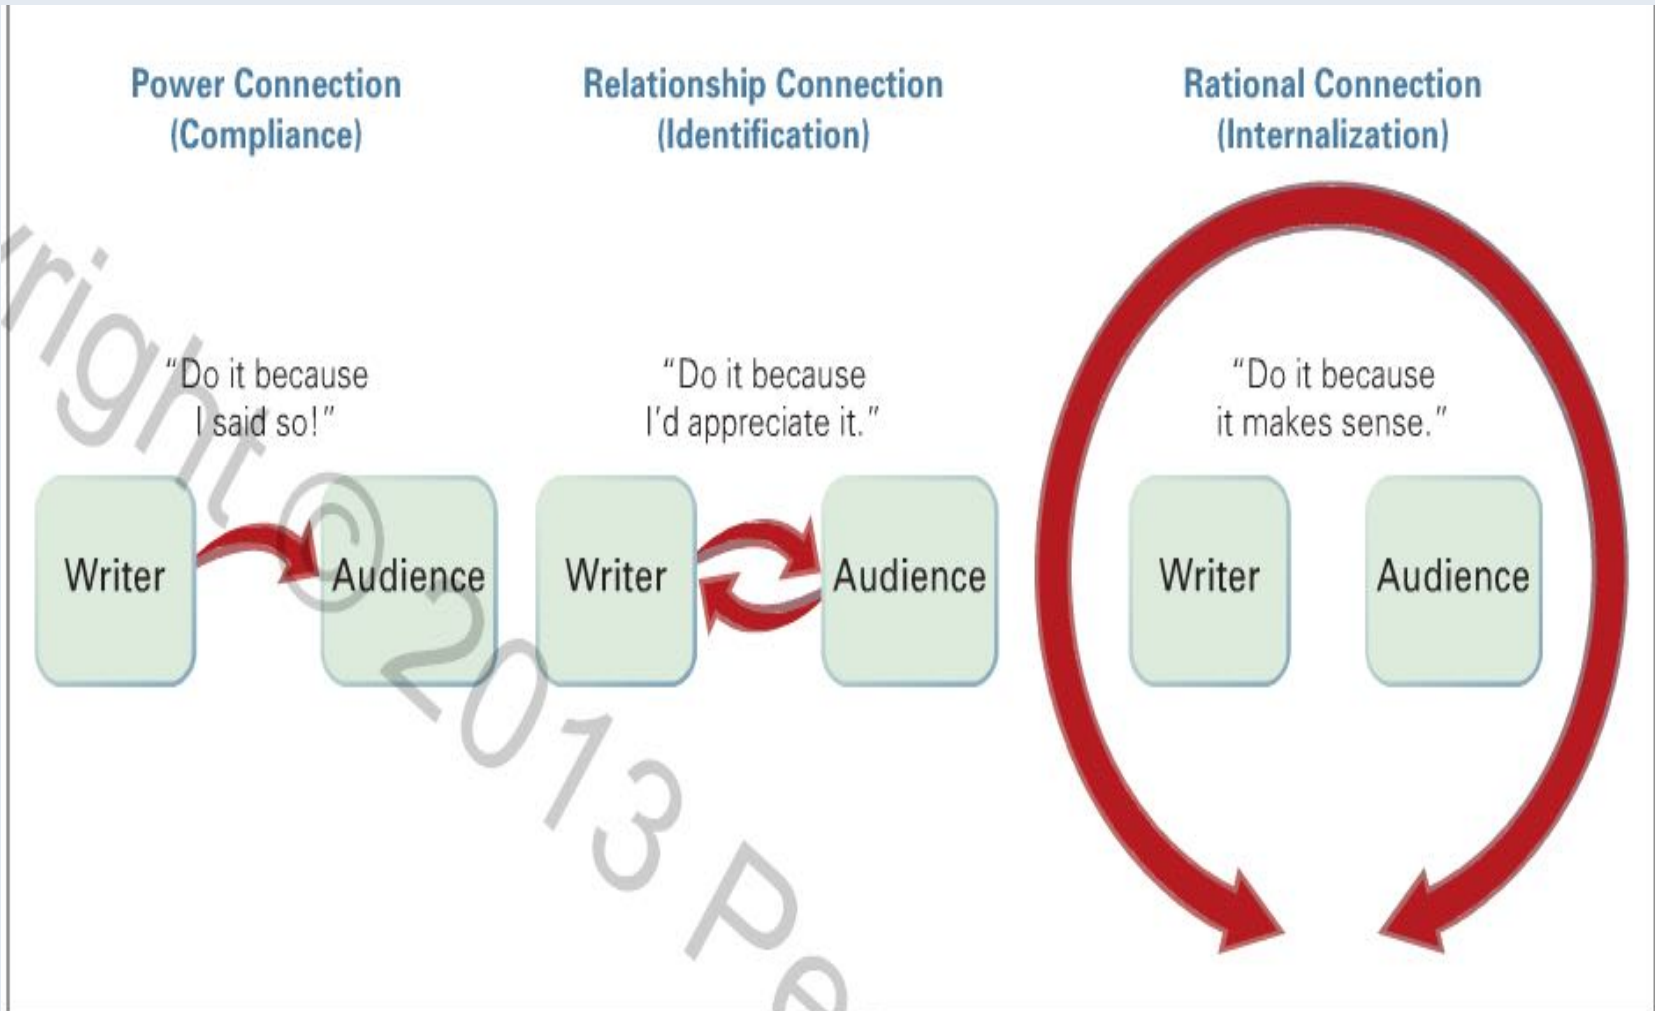 Power Connection
(Compliance)
"Do it because
I said so!"
Writer
Audience
Relationship Connection
(Identification)
"Do it because
I'd appreciate it."
Writer
Audience
Rational Connection
(Internalization)
"Do it because
it makes sense."
Writer
Audience
right © 2013 Pe